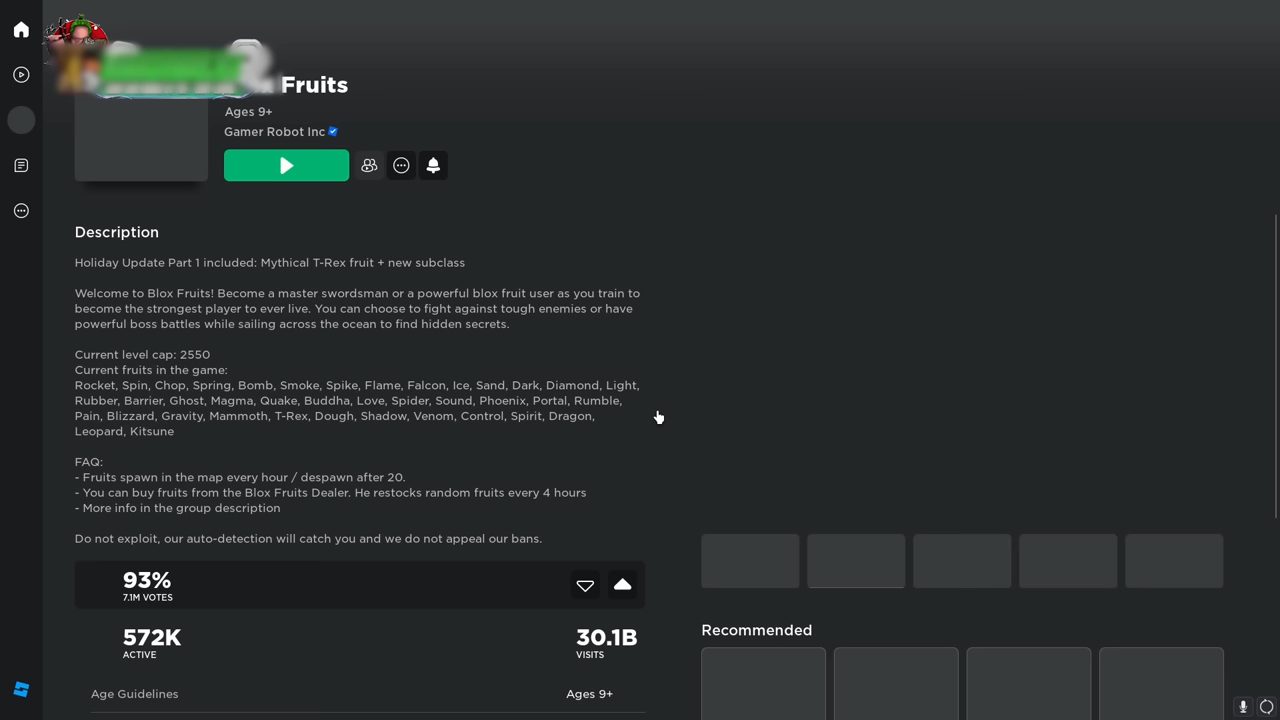 Fruits
Ages 9+
Gamer Robot Inc
Description
Holiday Update Part 1 included: Mythical T-Rex fruit + new subclass
Welcome to Blox Fruits! Become a master swordsman or a powerful blox fruit user as you train to
become the strongest player to ever live. You can choose to fight against tough enemies or have
powerful boss battles while sailing across the ocean to find hidden secrets.
Current level cap: 2550
Current fruits in the game:
Rocket, Spin, Chop, Spring, Bomb, Smoke, Spike, Flame, Falcon, Ice, Sand, Dark, Diamond, Light,
Rubber, Barrier, Ghost, Magma, Quake, Buddha, Love, Spider, Sound, Phoenix, Portal, Rumble,
Pain, Blizzard, Gravity, Mammoth, T-Rex, Dough, Shadow, Venom, Control, Spirit, Dragon,
Leopard, Kitsune
FAQ:
- Fruits spawn in the map every hour / despawn after 20.
- You can buy fruits from the Blox Fruits Dealer. He restocks random fruits every 4 hours
- More info in the group description
Do not exploit, our auto-detection will catch you and we do not appeal our bans.
93%
7.1M VOTES
572K
ACTIVE
30.1B
VISITS
Age Guidelines
Ages 9+
Recommended